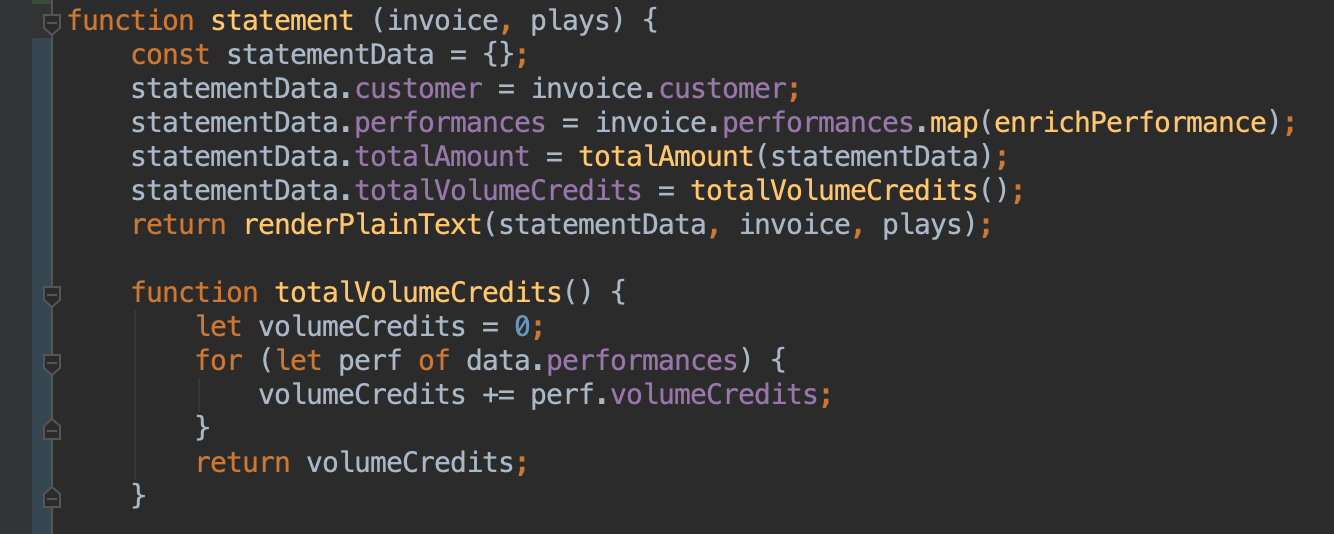 function statement (invoice, plays) {
    const statementData = {};
    statementData.customer = invoice.customer;
    statementData.performances = invoice.performances.map(enrichPerformance);
    statementData.totalAmount = totalAmount(statementData);
    statementData.totalVolumeCredits = totalVolumeCredits();
    return renderPlainText(statementData, invoice, plays);

    function totalVolumeCredits() {
        let volumeCredits = 0;
        for (let perf of data.performances) {
            volumeCredits += perf.volumeCredits;
        }
        return volumeCredits;
    }